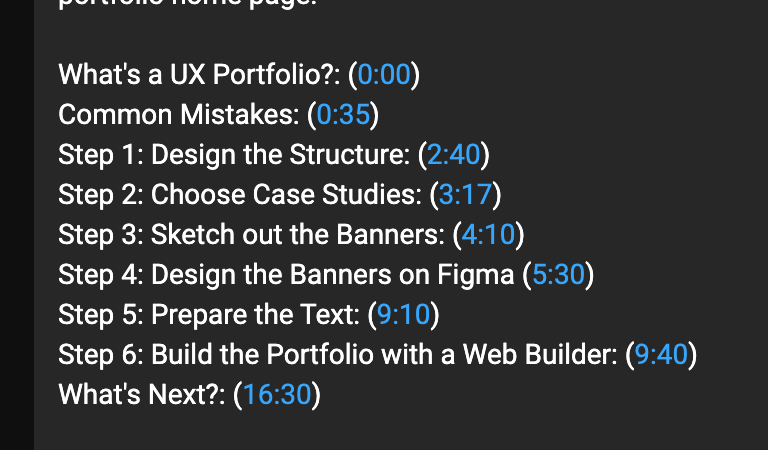 portfolio home page.
What's a UX Portfolio?: (0:00)
Common Mistakes: (0:35)
Step 1: Design the Structure: (2:40)
Step 2: Choose Case Studies: (3:17)
Step 3: Sketch out the Banners: (4:10)
Step 4: Design the Banners on Figma (5:30)
Step 5: Prepare the Text: (9:10)
Step 6: Build the Portfolio with a Web Builder: (9:40)
What's Next?: (16:30)